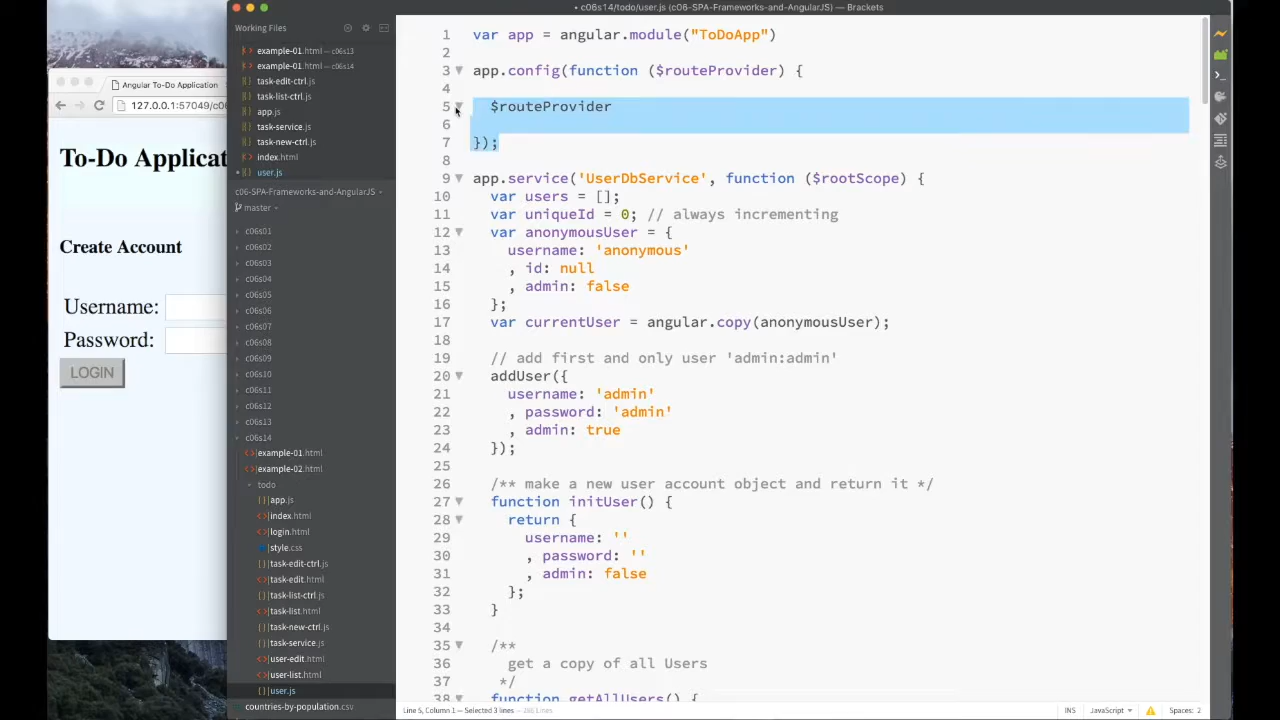 c06s14/todo/user.js (c06-SPA-Frameworks-and-AngularJS) — Brackets
Angular To-Do Application
127.0.0.1:57049/c0
To-Do Applicat
Create Account
Username:
Password:
LOGIN
Working Files
example-01.html — c06s13
example-01.html — c06s14
task-edit-ctrl.js
task-list-ctrl.js
app.js
task-service.js
task-new-ctrl.js
index.html
user.js
c06-SPA-Frameworks-and-AngularJS
master
c06s01
c06s02
c06s03
c06s04
c06s05
c06s06
c06s07
c06s08
c06s09
c06s10
c06s11
c06s12
c06s13
c06s14
example-01.html
example-02.html
todo
app.js
index.html
login.html
style.css
task-edit-ctrl.js
task-edit.html
task-list-ctrl.js
task-list.html
task-new-ctrl.js
task-service.js
user-edit.html
user-list.html
user.js
countries-by-population.csv
1 var app = angular.module("ToDoApp")
2
3 app.config(function ($routeProvider) {
4
5 $routeProvider
6
7 });
8
9 app.service('UserDbService', function ($rootScope) {
10 var users = [];
11 var uniqueId = 0; // always incrementing
12 var anonymousUser = {
13 username: 'anonymous'
14 , id: null
15 , admin: false
16 };
17 var currentUser = angular.copy(anonymousUser);
18
19 // add first and only user 'admin:admin'
20 addUser({
21 username: 'admin'
22 , password: 'admin'
23 , admin: true
24 });
25
26 /** make a new user account object and return it */
27 function initUser() {
28 return {
29 username: ''
30 , password: ''
31 , admin: false
32 };
33 }
34
35 /**
36 get a copy of all Users
37 */
38 function getAllUsers() {
Line 5, Column 1 — Selected 3 lines
INS
JavaScript
Spaces: 2